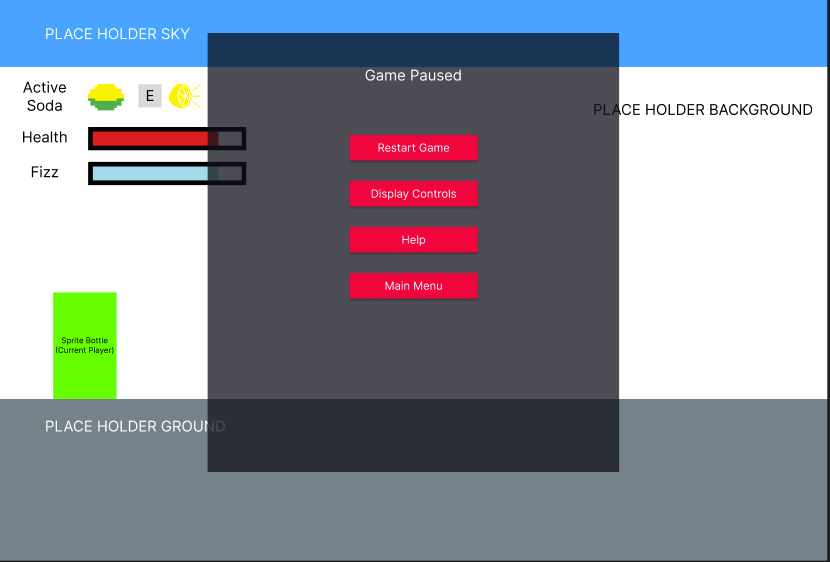 PLACE HOLDER SKY
Game Paused
Active
Soda
E
PLACE HOLDER BACKGROUND
Health
Restart Game
Fizz
Display Controls
Help
Main Menu
Sprite Bottle
(Current Player)
PLACE HOLDER GROUND